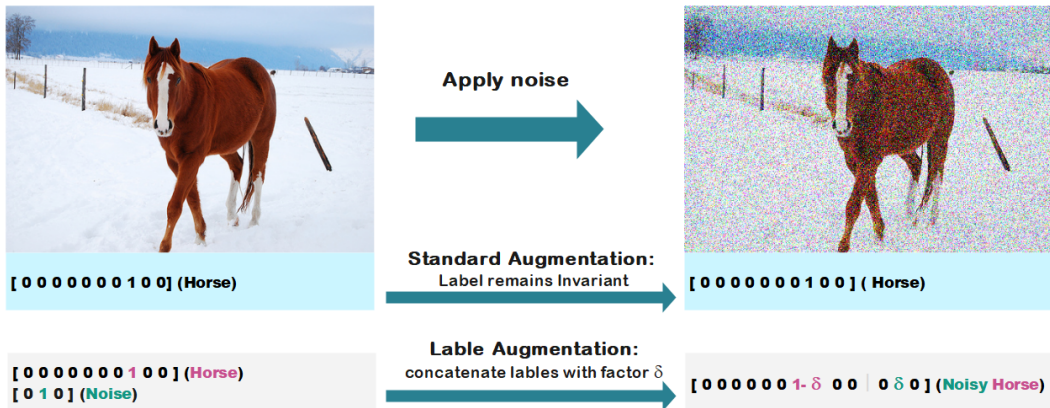 Apply noise
Standard Augmentation:
Label remains Invariant
[ 0 0 0 0 0 0 0 1 0 0] (Horse)
[ 0 0 0 0 0 0 0 1 0 0 ] ( Horse)
Lable Augmentation:
concatenate lables with factor δ
[ 0 0 0 0 0 0 0 1 0 0 ] (Horse)
[ 0 1 0 ] (Noise)
[ 0 0 0 0 0 0 1- δ 0 0 | 0 δ 0 ] (Noisy Horse)